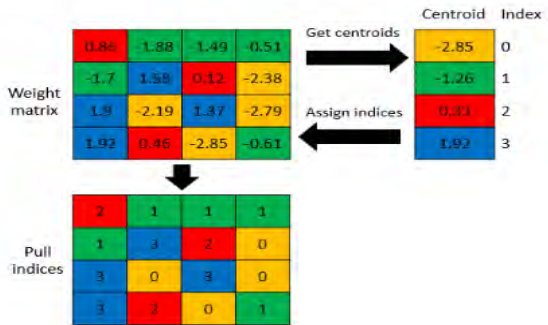 Centroid Index
0.86 -1.88 -1.49 -0.51 Get centroids -2.85 0
-1.7 1.58 0.12 -2.38 -1.26 1
Weight matrix
1.9 -2.19 1.37 -2.79 Assign indices 0.33 2
1.92 0.46 -2.85 -0.61 1.92 3
2 1 1 1
1 3 2 0
Pull indices
3 0 3 0
3 2 0 1